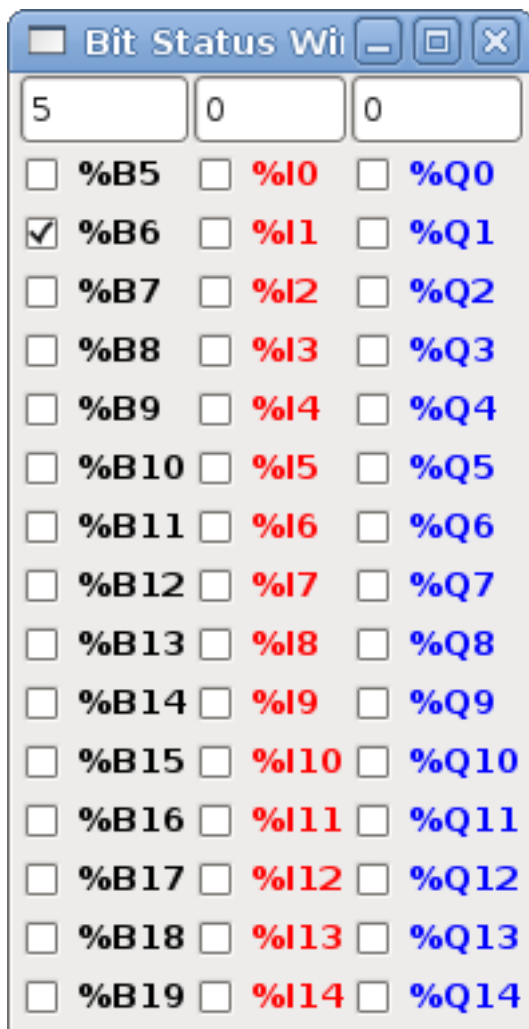 Bit Status Wi
5 0 0
%B5 %I0 %Q0
%B6 %I1 %Q1
%B7 %I2 %Q2
%B8 %I3 %Q3
%B9 %I4 %Q4
%B10 %I5 %Q5
%B11 %I6 %Q6
%B12 %I7 %Q7
%B13 %I8 %Q8
%B14 %I9 %Q9
%B15 %I10 %Q10
%B16 %I11 %Q11
%B17 %I12 %Q12
%B18 %I13 %Q13
%B19 %I14 %Q14